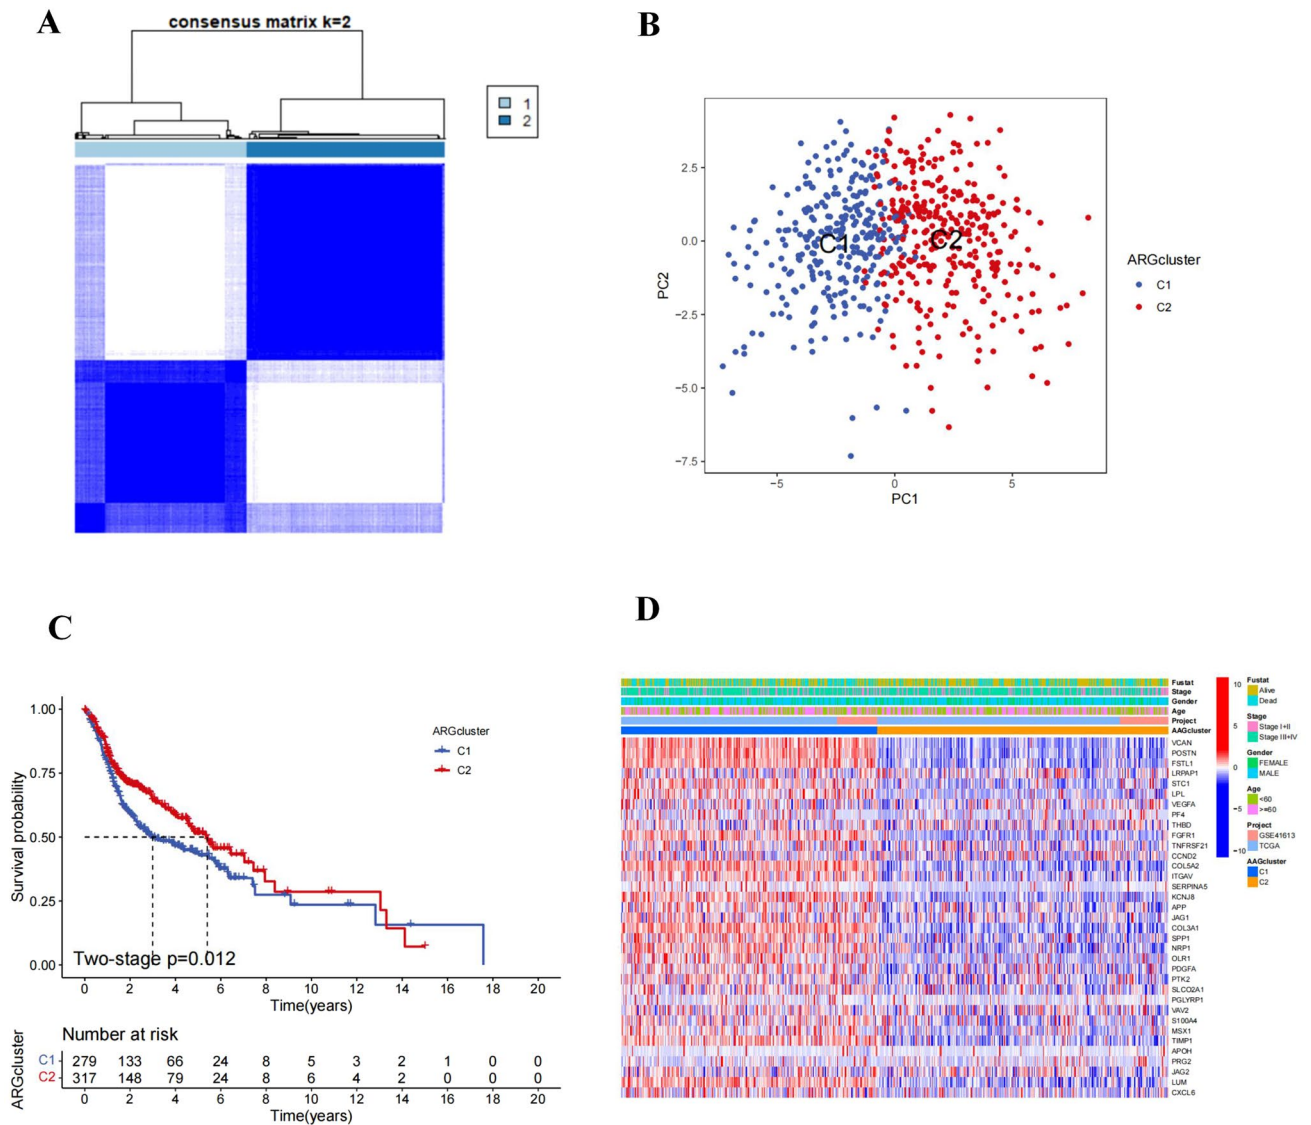 A
consensus matrix k=2
1
2
B
2.5
0.0
−2.5
−5.0
−7.5
PC2
−5
0
5
PC1
ARGcluster
C1
C2
C1
C2
C
1.00
0.75
0.50
0.25
0.00
Survival probability
ARGcluster
C1
C2
Two-stage p=0.012
0 2 4 6 8 10 12 14 16 18 20
Time(years)
Number at risk
ARGcluster
C1 279 133 66 24 8 5 3 2 1 0 0
C2 317 148 79 24 8 6 4 2 0 0 0
0 2 4 6 8 10 12 14 16 18 20
Time(years)
D
Fustat
Stage
Gender
Age
Project
AAGcluster
VCAN
POSTN
FSTL1
LRPAP1
STC1
LPL
VEGFA
PF4
THBD
FGFR1
TNFRSF21
CCND2
COL5A2
ITGAV
SERPINA5
KCNJ8
APP
JAG1
COL3A1
SPP1
NRP1
OLR1
PDGFA
PTK2
SLCO2A1
PGLYRP1
VAV2
S100A4
MSX1
TIMP1
APOH
PRG2
JAG2
LUM
CXCL6
10
5
0
−5
−10
Fustat
Alive
Dead
Stage
Stage I+II
Stage III+IV
Gender
FEMALE
MALE
Age
<60
>=60
Project
GSE41613
TCGA
AAGcluster
C1
C2